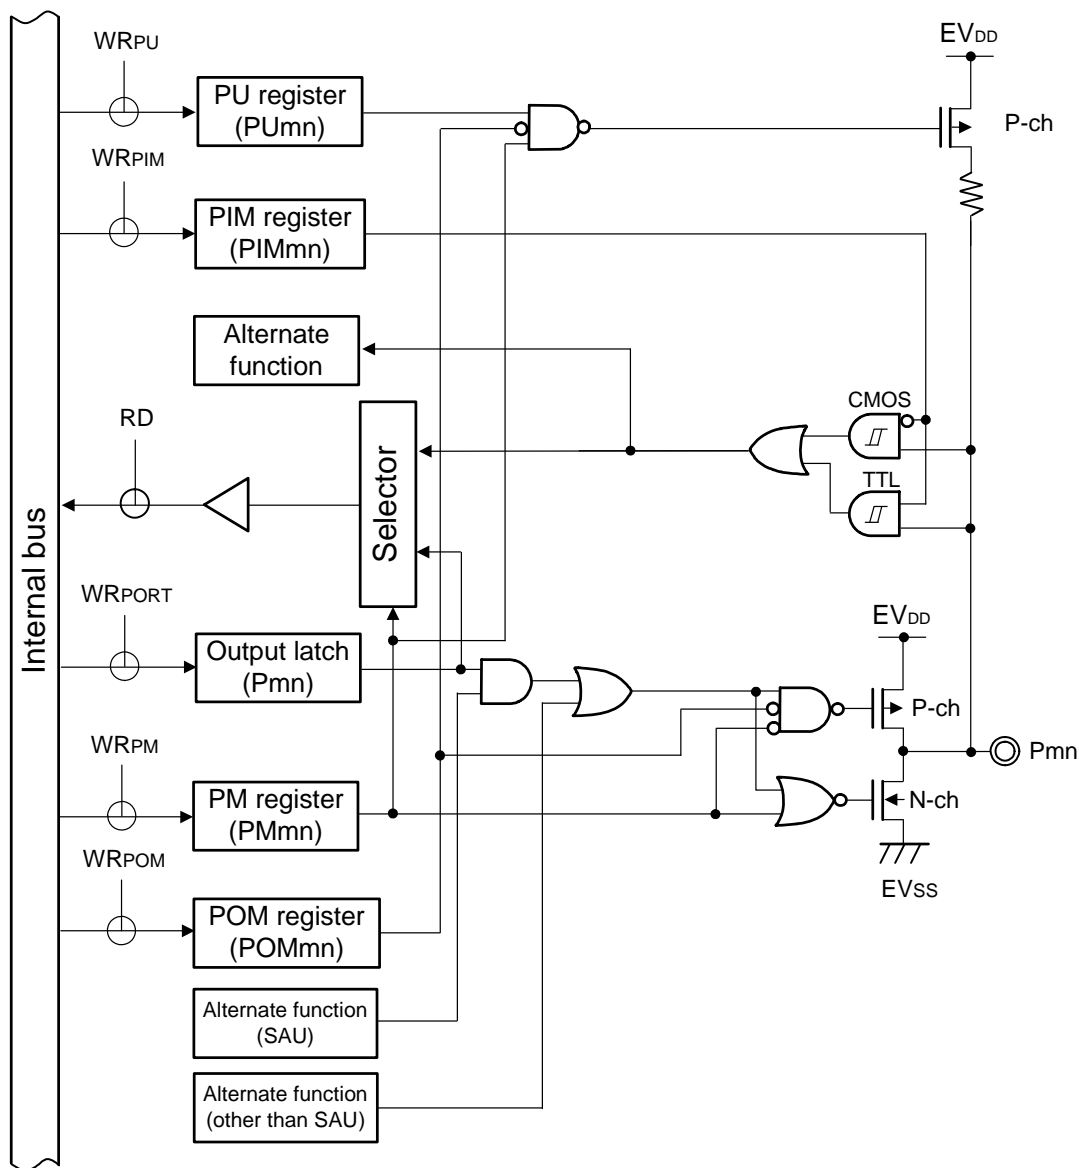 EVDD
WRPU
PU register
(PUmn)
P-ch
WRPIM
PIM register
(PIMmn)
Alternate
function
CMOS
RD
TTL
Selector
Internal bus
WRPORT
EVDD
Output latch
(Pmn)
P-ch
Pmn
WRPM
PM register
(PMmn)
N-ch
WRPOM
EVSS
POM register
(POMmn)
Alternate function
(SAU)
Alternate function
(other than SAU)